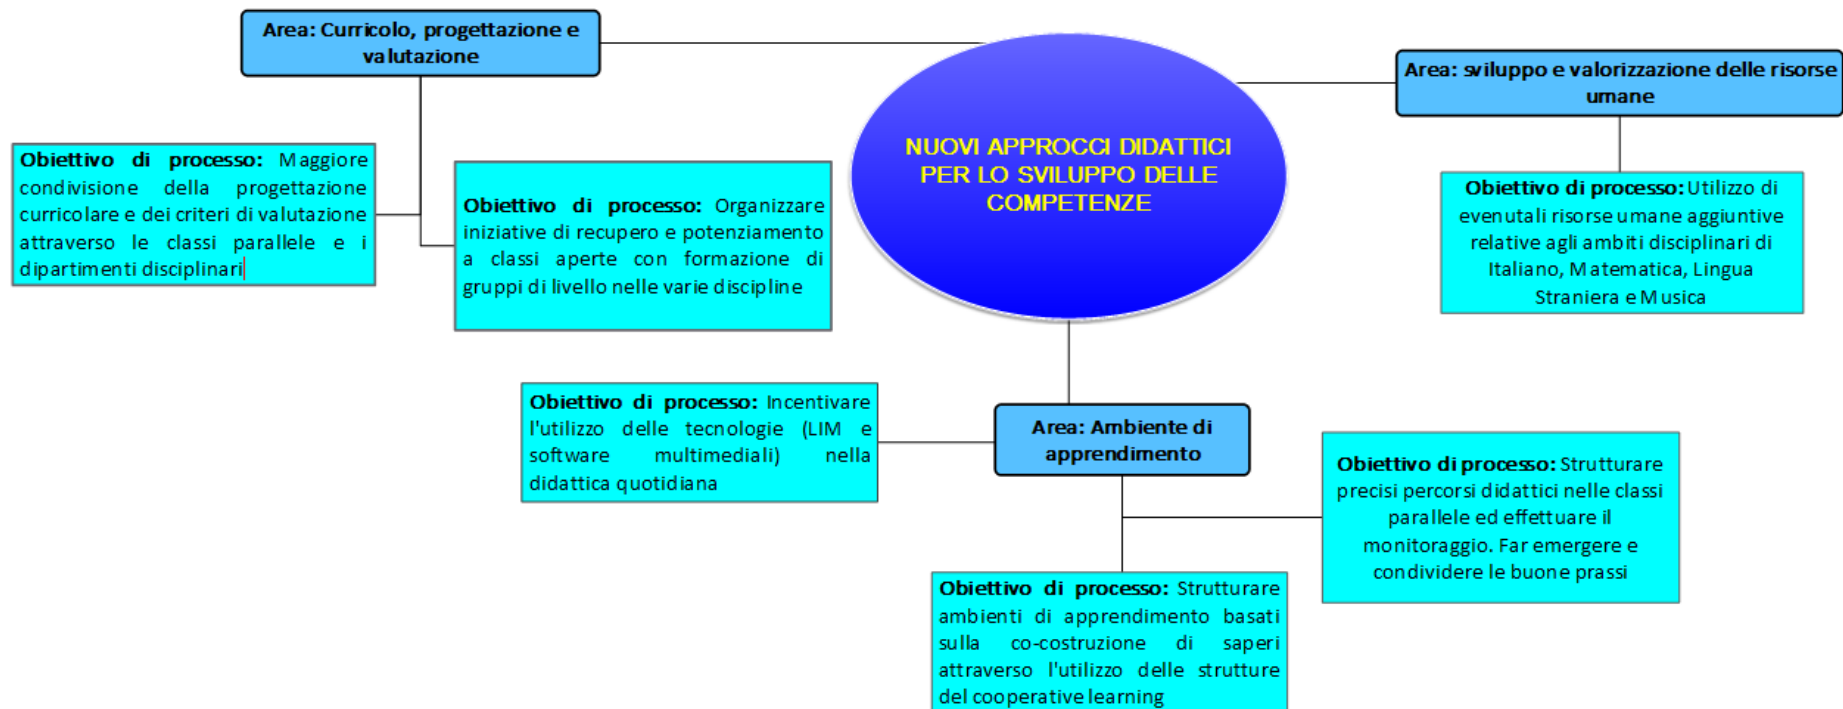 Area: Curricolo, progettazione e
valutazione
Obiettivo di processo: Maggiore
condivisione della progettazione
curricolare e dei criteri di valutazione
attraverso le classi parallele e i
dipartimenti disciplinari
Obiettivo di processo: Organizzare
iniziative di recupero e potenziamento
a classi aperte con formazione di
gruppi di livello nelle varie discipline
NUOVI APPROCCI DIDATTICI
PER LO SVILUPPO DELLE
COMPETENZE
Area: sviluppo e valorizzazione delle risorse
umane
Obiettivo di processo: Utilizo di
evenutali risorse umane aggiuntive
relative agli ambiti disciplinari di
Italiano, Matematica, Lingua
Straniera e Musica
Obiettivo di processo: Incentivare
l'utilizzo delle tecnologie (LIM e
software multimediali) nella
didattica quotidiana
Area: Ambiente di
apprendimento
Obiettivo di processo: Strutturare
precisi percorsi didattici nelle classi
parallele ed effettuare il
monitoraggio. Far emergere e
condividere le buone prassi
Obiettivo di processo: Strutturare
ambienti di apprendimento basati
sulla co-costruzione di saperi
attraverso l'utilizzo delle strutture
del cooperative learning